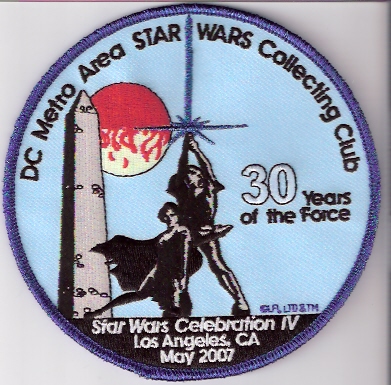 DC Metro Area STAR WARS Collecting Club
30 Years
of the Force
©LFL LTD & TM
Star Wars Celebration IV
Los Angeles, CA
May 2007